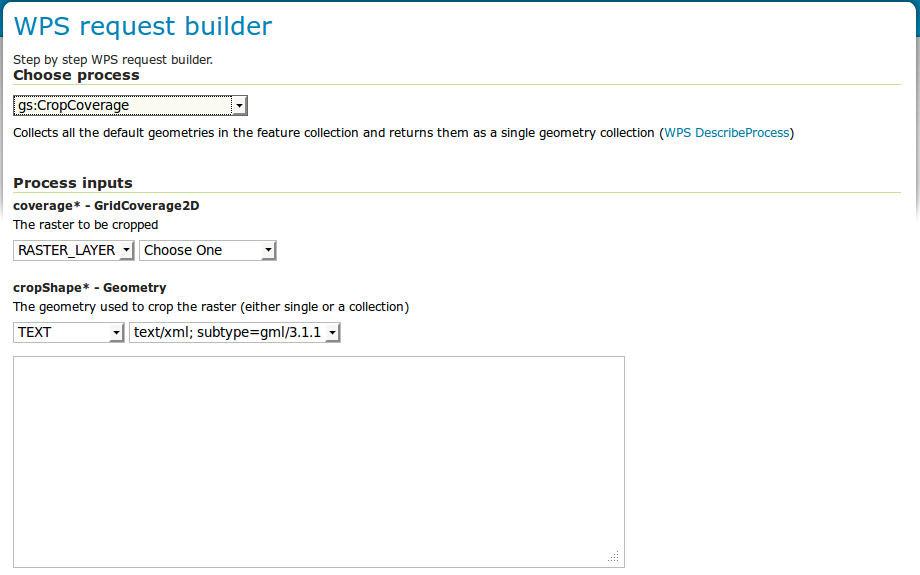 WPS request builder
Step by step WPS request builder.
Choose process
gs:CropCoverage
Collects all the default geometries in the feature collection and returns them as a single geometry collection (WPS DescribeProcess)
Process inputs
coverage* - GridCoverage2D
The raster to be cropped
RASTER_LAYER Choose One
cropShape* - Geometry
The geometry used to crop the raster (either single or a collection)
TEXT text/xml; subtype=gml/3.1.1